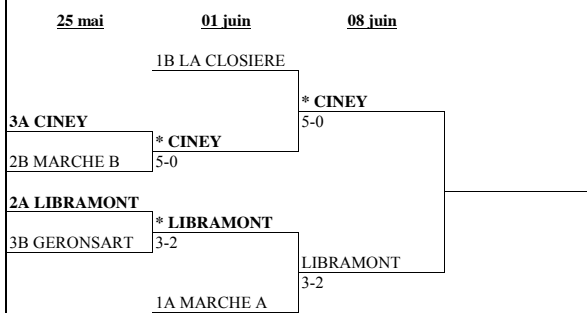 25 mai 01 juin 08 juin
1B LA CLOSIERE
* CINEY
3A CINEY
5-0
* CINEY
2B MARCHE B
5-0
2A LIBRAMONT
* LIBRAMONT
3B GERONSART
3-2
LIBRAMONT
3-2
1A MARCHE A